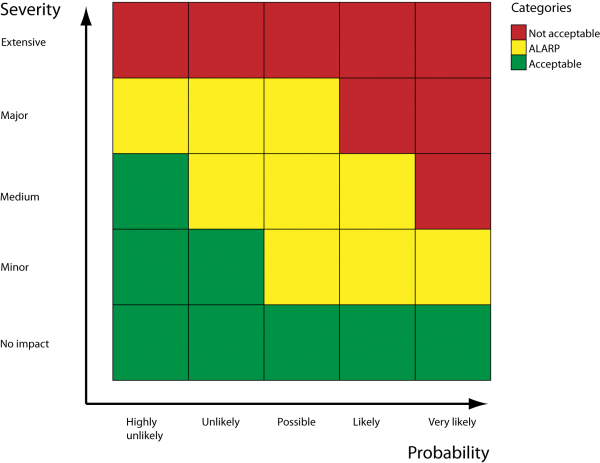 Severity
Categories
Not acceptable
ALARP
Acceptable
Extensive
Major
Medium
Minor
No impact
Highly
unlikely
Unlikely
Possible
Likely
Very likely
Probability